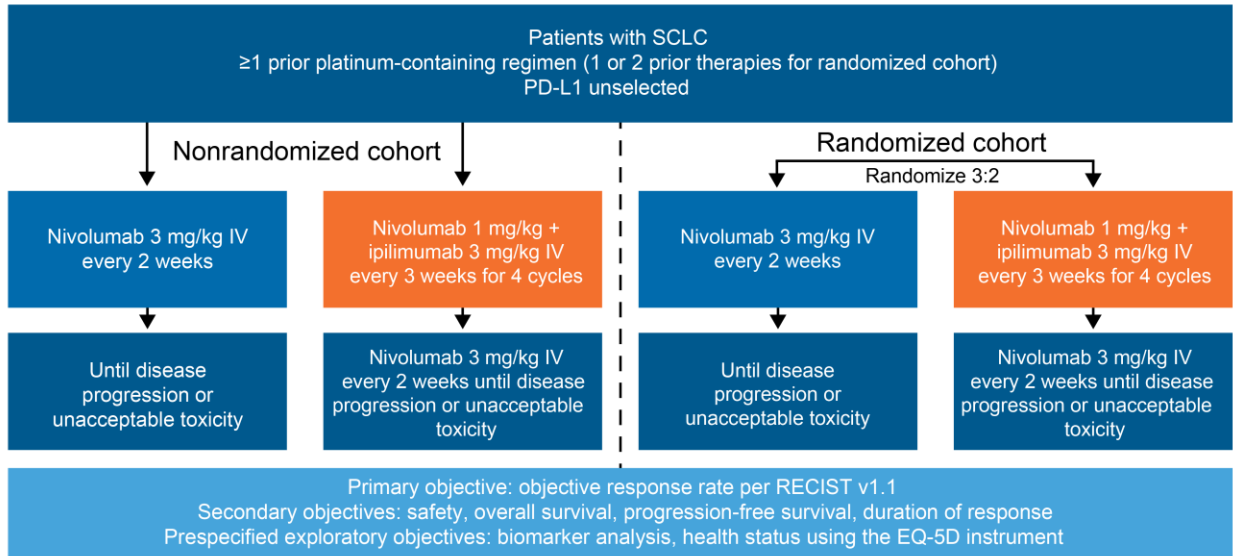 Patients with SCLC
≥1 prior platinum-containing regimen (1 or 2 prior therapies for randomized cohort)
PD-L1 unselected
Nonrandomized cohort
Randomized cohort
Randomize 3:2
Nivolumab 3 mg/kg IV
every 2 weeks
Nivolumab 1 mg/kg +
ipilimumab 3 mg/kg IV
every 3 weeks for 4 cycles
Nivolumab 3 mg/kg IV
every 2 weeks
Nivolumab 1 mg/kg +
ipilimumab 3 mg/kg IV
every 3 weeks for 4 cycles
Until disease
progression or
unacceptable toxicity
Nivolumab 3 mg/kg IV
every 2 weeks until disease
progression or unacceptable
toxicity
Until disease
progression or
unacceptable toxicity
Nivolumab 3 mg/kg IV
every 2 weeks until disease
progression or unacceptable
toxicity
Primary objective: objective response rate per RECIST v1.1
Secondary objectives: safety, overall survival, progression-free survival, duration of response
Prespecified exploratory objectives: biomarker analysis, health status using the EQ-5D instrument